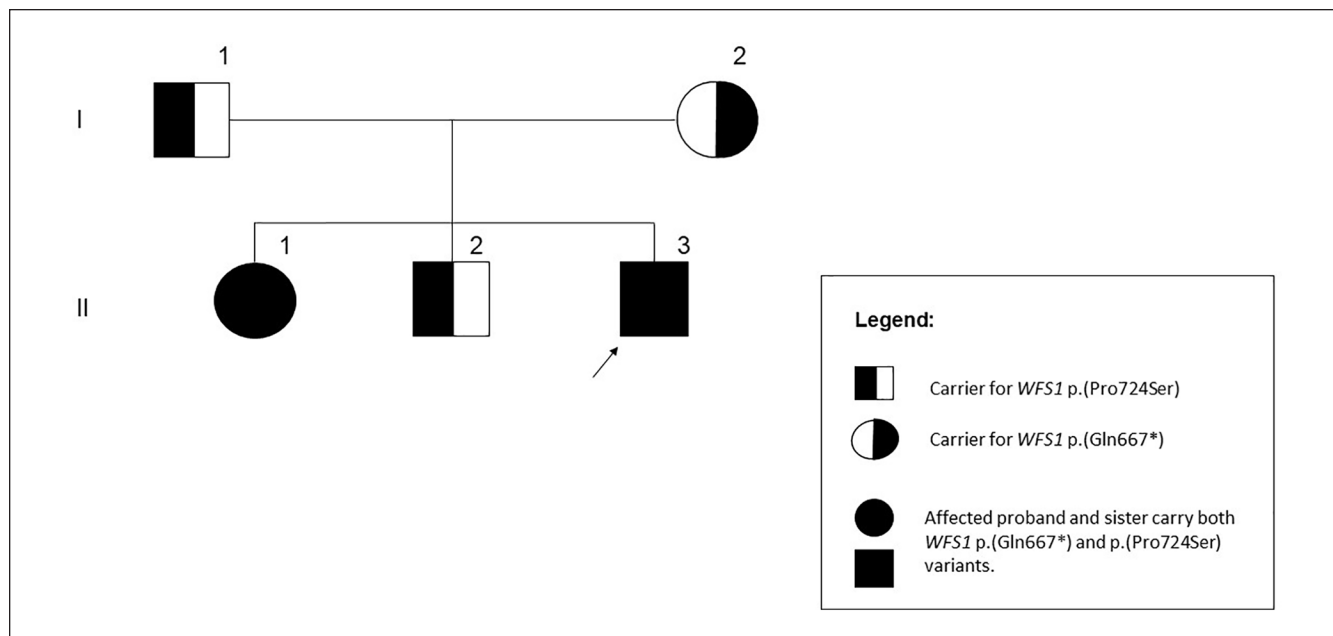 1
2
I
1
2
3
II
Legend:
Carrier for WFS1 p.(Pro724Ser)
Carrier for WFS1 p.(Gln667*)
Affected proband and sister carry both
WFS1 p.(Gln667*) and p.(Pro724Ser)
variants.